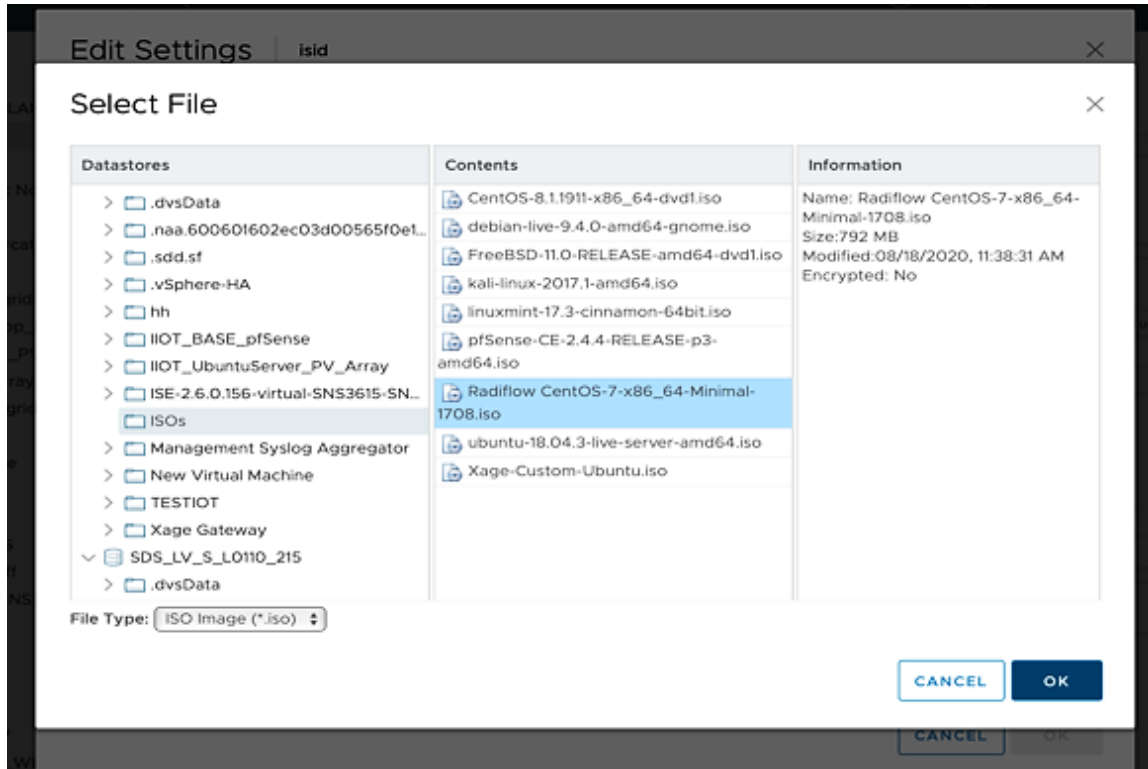 Edit Settings isid
Select File
Datastores
.dvsData
.naa.600601602ec03d00565f0e1...
.sdd.sf
.vSphere-HA
hh
IIOT_BASE_pfSense
IIOT_UbuntuServer_PV_Array
ISE-2.6.0.156-virtual-SNS3615-SN...
ISOs
Management Syslog Aggregator
New Virtual Machine
TESTIOT
Xage Gateway
SDS_LV_S_L0110_215
.dvsData
Contents
CentOS-8.1.1911-x86_64-dvd1.iso
debian-live-9.4.0-amd64-gnome.iso
FreeBSD-11.0-RELEASE-amd64-dvd1.iso
kali-linux-2017.1-amd64.iso
linuxmint-17.3-cinnamon-64bit.iso
pfSense-CE-2.4.4-RELEASE-p3-
amd64.iso
Radiflow CentOS-7-x86_64-Minimal-
1708.iso
ubuntu-18.04.3-live-server-amd64.iso
Xage-Custom-Ubuntu.iso
Information
Name: Radiflow CentOS-7-x86_64-
Minimal-1708.iso
Size:792 MB
Modified:08/18/2020, 11:38:31 AM
Encrypted: No
File Type: ISO Image (*.iso)
CANCEL OK
CANCEL OK